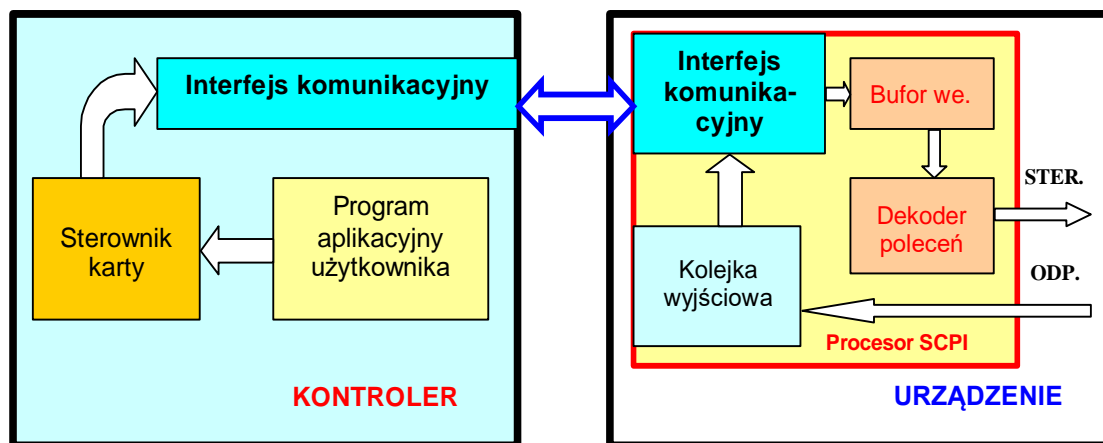 Interfejs komunikacyjny
Sterownik
karty
Program
aplikacyjny
użytkownika
KONTROLER
Interfejs
komunika-
cyjny
Bufor we.
Dekoder
poleceń
STER.
ODP.
Kolejka
wyjściowa
Procesor SCPI
URZĄDZENIE